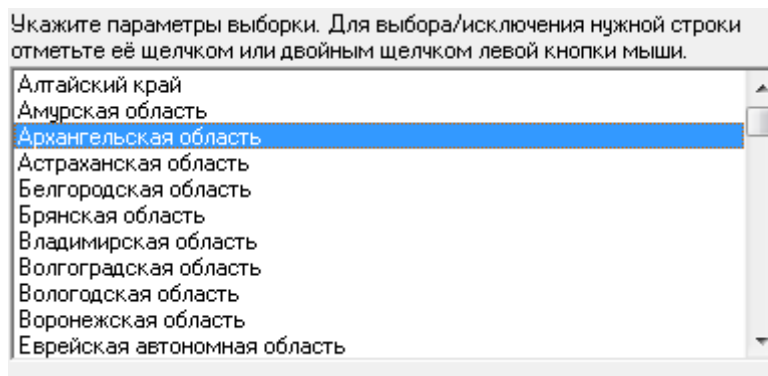 Укажите параметры выборки. Для выбора/исключения нужной строки
отметьте её щелчком или двойным щелчком левой кнопки мыши.
Алтайский край
Амурская область
Архангельская область
Астраханская область
Белгородская область
Брянская область
Владимирская область
Волгоградская область
Вологодская область
Воронежская область
Еврейская автономная область